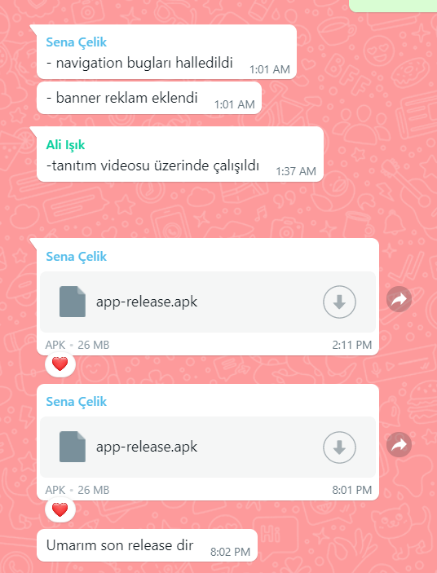 Sena Çelik
- navigation bugları halledildi
1:01 AM
- banner reklam eklendi
1:01 AM
Ali Işık
-tanıtım videosu üzerinde çalışıldı
1:37 AM
Sena Çelik
app-release.apk
APK - 26 MB
2:11 PM
Sena Çelik
app-release.apk
APK - 26 MB
8:01 PM
Umarım son release dir
8:02 PM